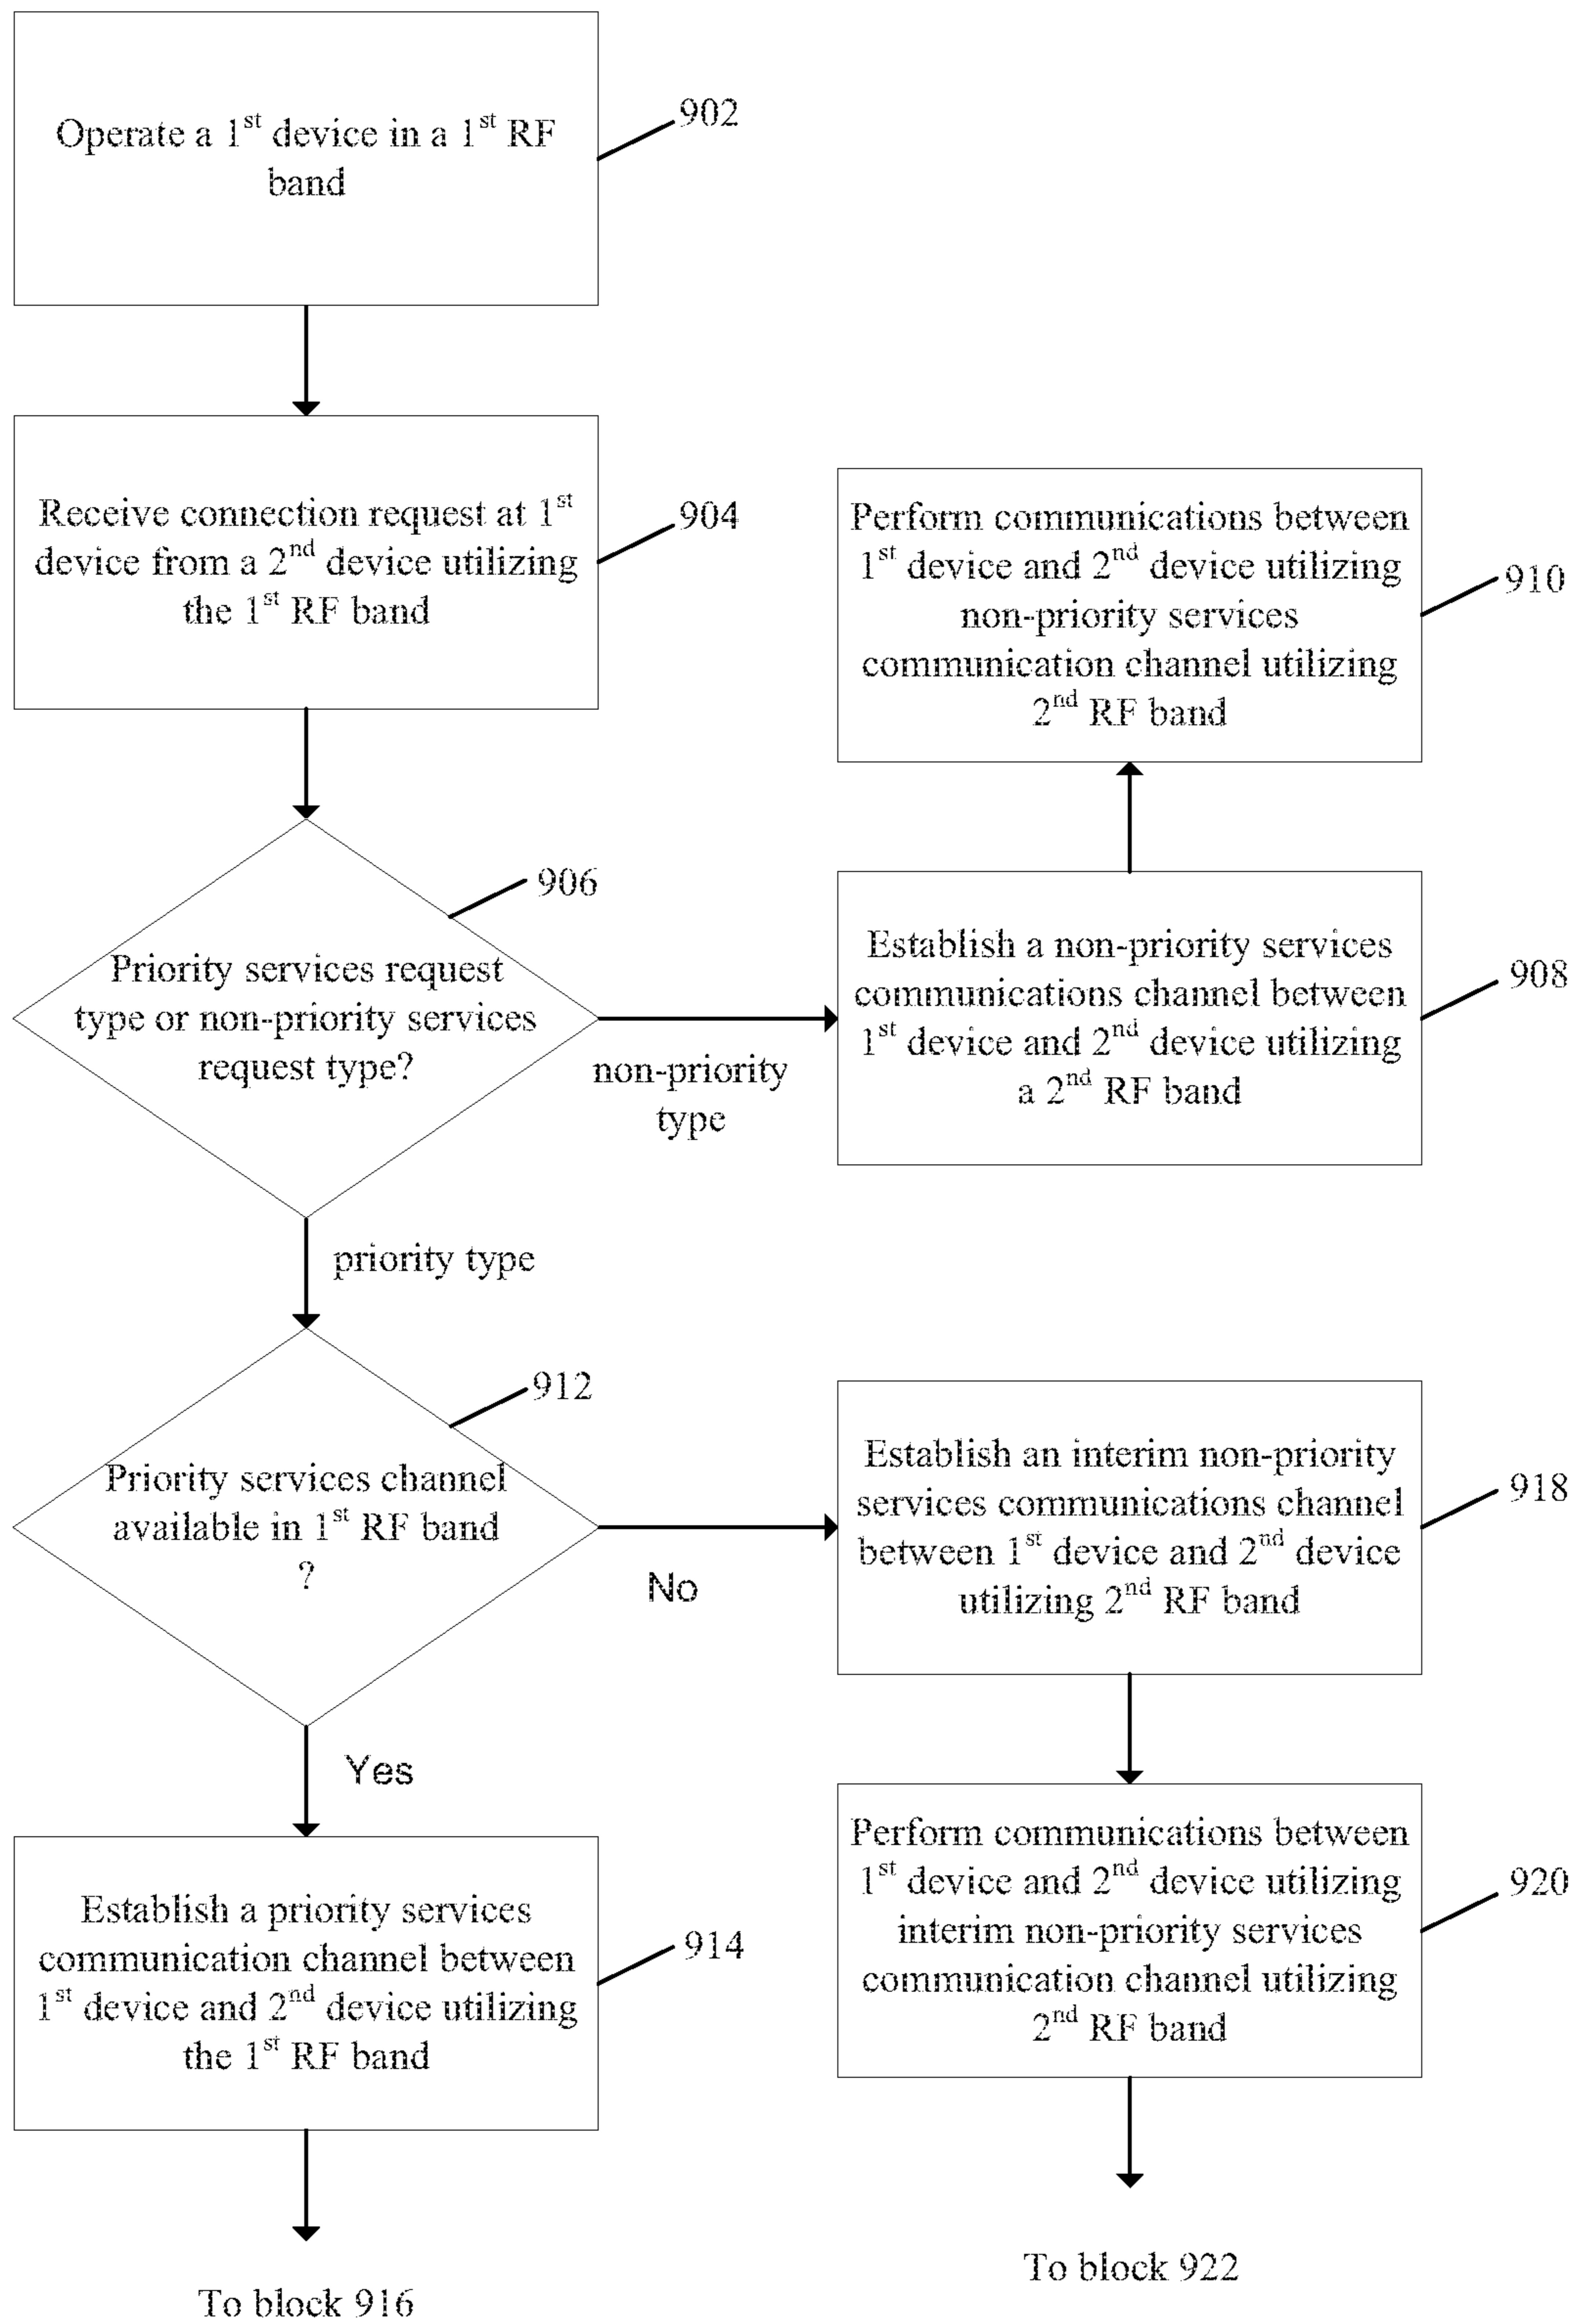 Operate a 1st device in a 1st RF
band
902
Receive connection request at 1st
device from a 2nd device utilizing
the 1st RF band
904
Perform communications between
1st device and 2nd device utilizing
non-priority services
communication channel utilizing
2nd RF band
910
Priority services request
type or non-priority services
request type?
906
non-priority
type
Establish a non-priority services
communications channel between
1st device and 2nd device utilizing
a 2nd RF band
908
priority type
Priority services channel
available in 1st RF band
?
912
No
Establish an interim non-priority
services communications channel
between 1st device and 2nd device
utilizing 2nd RF band
918
Yes
Establish a priority services
communication channel between
1st device and 2nd device utilizing
the 1st RF band
914
Perform communications between
1st device and 2nd device utilizing
interim non-priority services
communication channel utilizing
2nd RF band
920
To block 916
To block 922